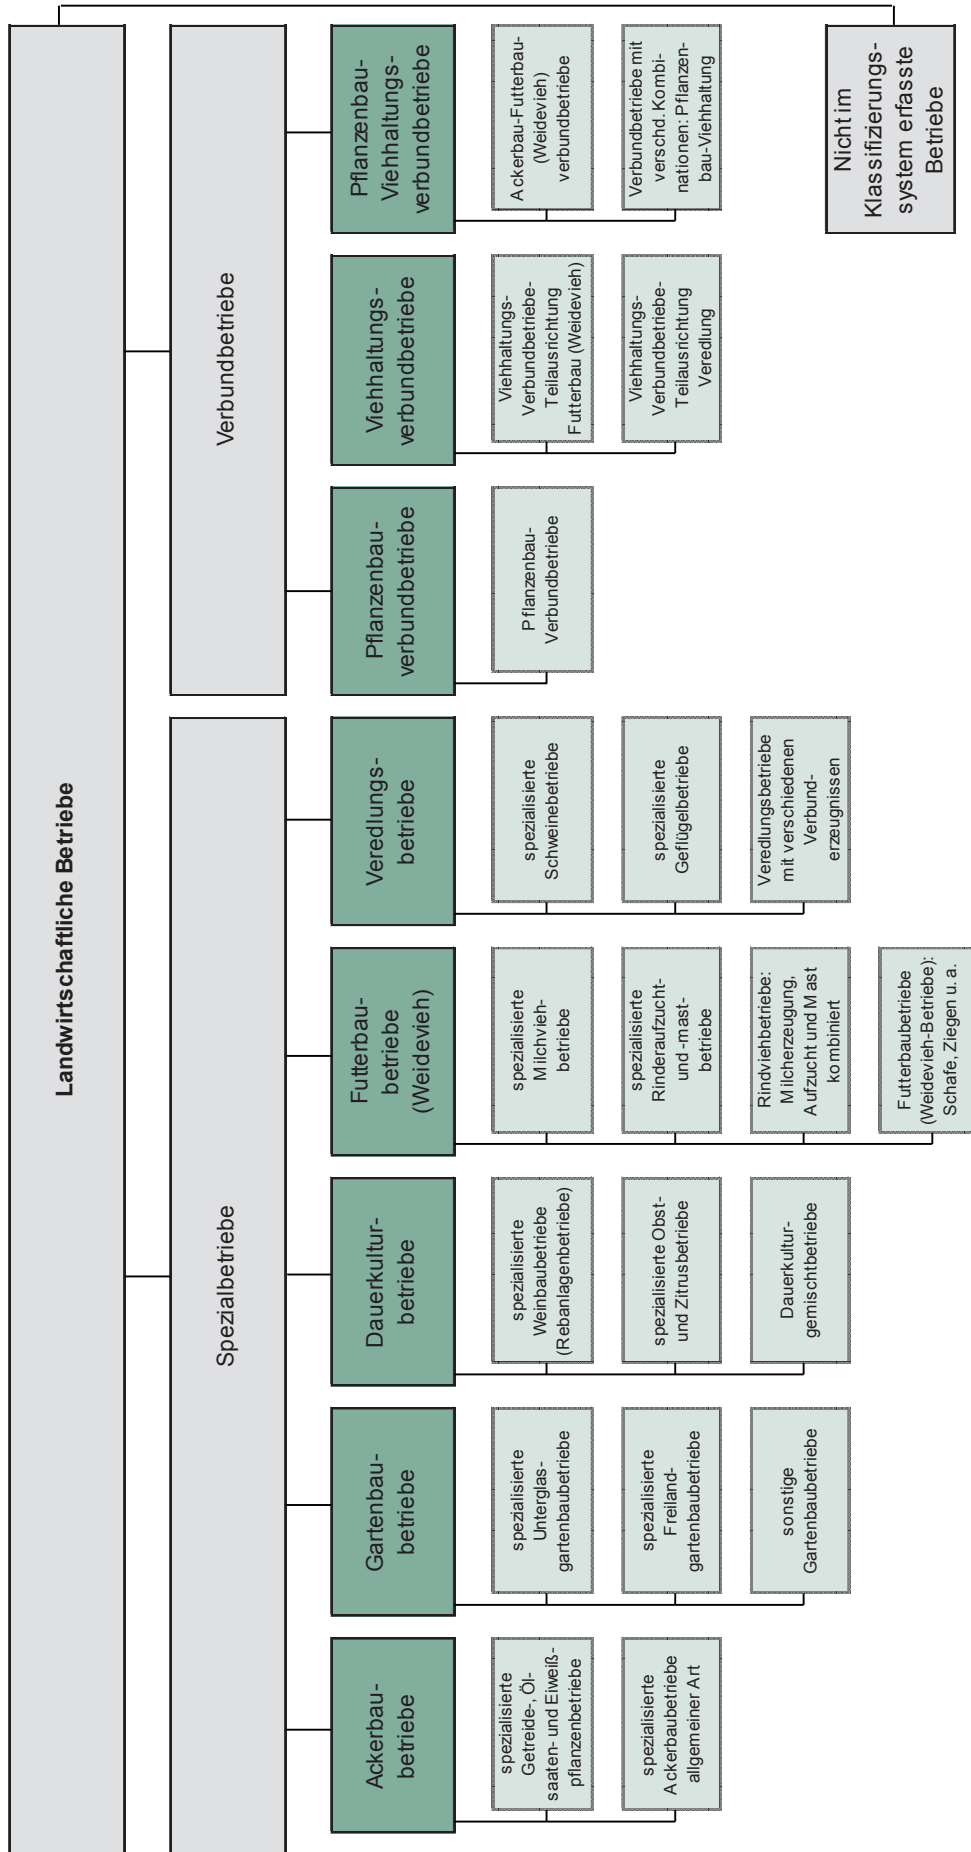 Landwirtschaftliche Betriebe
Spezialbetriebe
Verbundbetriebe
Ackerbau-
betriebe
Gartenbau-
betriebe
Dauerkultur-
betriebe
Futterbau-
betriebe
(Weidevieh)
Veredlungs-
betriebe
Pflanzenbau-
verbundbetriebe
Viehhaltungs-
verbundbetriebe
Pflanzenbau-
Viehhaltungs-
verbundbetriebe
spezialisierte
Getreide-, Öl-
saaten- und Eiweiß-
pflanzenbetriebe
spezialisierte
Unterglas-
gartenbaubetriebe
spezialisierte
Weinbaubetriebe
(Rebanlagenbetriebe)
spezialisierte
Milchvieh-
betriebe
spezialisierte
Schweinebetriebe
Pflanzenbau-
Verbundbetriebe
Viehhaltungs-
Verbundbetriebe-
Teilausrichtung
Futterbau (Weidevieh)
Ackerbau-Futterbau-
(Weidevieh)
verbundbetriebe
spezialisierte
Ackerbaubetriebe
allgemeiner Art
spezialisierte
Freiland-
gartenbaubetriebe
spezialisierte Obst-
und Zitrusbetriebe
spezialisierte
Rinderaufzucht-
und -mast-
betriebe
spezialisierte
Geflügelbetriebe
Viehhaltungs-
Verbundbetriebe-
Teilausrichtung
Veredlung
Verbundbetriebe mit
verschd. Kombi-
nationen: Pflanzen-
bau-Viehhaltung
sonstige
Gartenbaubetriebe
Dauerkultur-
gemischtbetriebe
Rindviehbetriebe:
Milcherzeugung,
Aufzucht und Mast
kombiniert
Veredlungsbetriebe
mit verschiedenen
Verbund-
erzeugnissen
Futterbaubetriebe
(Weidevieh-Betriebe):
Schafe, Ziegen u. a.
Nicht im
Klassifizierungs-
system erfasste
Betriebe